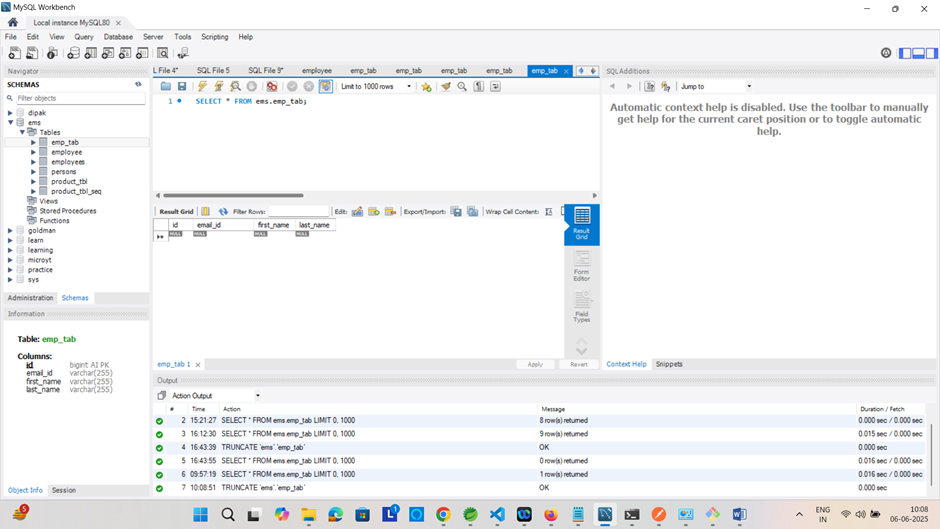 MySQL Workbench
Local instance MySQL80
File Edit View Query Database Server Tools Scripting Help
Navigator
SCHEMAS
Filter objects
dipak
ems
Tables
emp_tab
employee
employees
persons
product_tbl
product_tbl_seq
Views
Stored Procedures
Functions
goldman
learn
learning
microyt
practice
sys
Administration Schemas
Information
Table: emp_tab
Columns:
id bigint AI PK
email_id varchar(255)
first_name varchar(255)
last_name varchar(255)
Object Info Session
L File 4* SQL File 5 SQL File 9* employee emp_tab emp_tab emp_tab emp_tab emp_tab
Limit to 1000 rows
1 SELECT * FROM ems.emp_tab;
Result Grid Filter Rows: Edit: Export/Import: Wrap Cell Content:
id email_id first_name last_name
NULL NULL NULL NULL
Result Grid
Form Editor
Field Types
emp_tab 1
Apply Revert
SQLAdditions
Jump to
Automatic context help is disabled. Use the toolbar to manually
get help for the current caret position or to toggle automatic
help.
Context Help Snippets
Output
Action Output
# Time Action Message Duration / Fetch
2 15:21:27 SELECT * FROM ems.emp_tab LIMIT 0, 1000 8 row(s) returned 0.000 sec / 0.000 sec
3 16:12:30 SELECT * FROM ems.emp_tab LIMIT 0, 1000 9 row(s) returned 0.015 sec / 0.000 sec
4 16:43:39 TRUNCATE `ems`.`emp_tab` OK 0.000 sec
5 16:43:55 SELECT * FROM ems.emp_tab LIMIT 0, 1000 0 row(s) returned 0.016 sec / 0.000 sec
6 09:57:19 SELECT * FROM ems.emp_tab LIMIT 0, 1000 1 row(s) returned 0.016 sec / 0.000 sec
7 10:08:51 TRUNCATE `ems`.`emp_tab` OK 0.000 sec
5
1
ENG
IN
10:08
06-06-2025